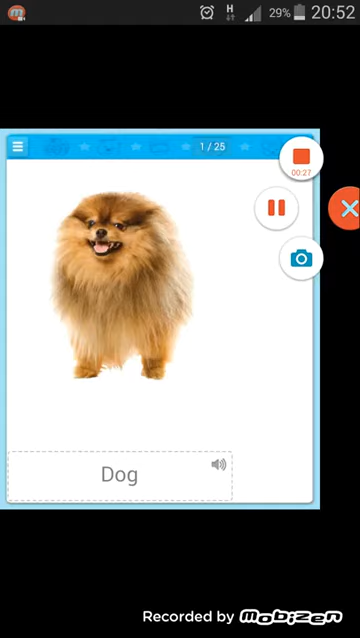 H 29% 20:52
1 / 25
00:27
Dog
Recorded by mobizen